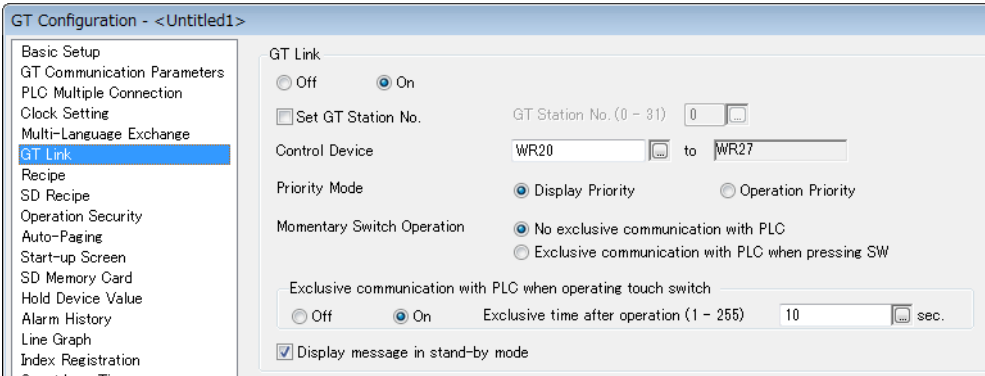 GT Configuration - <Untitled1>
Basic Setup
GT Communication Parameters
PLC Multiple Connection
Clock Setting
Multi-Language Exchange
GT Link
Recipe
SD Recipe
Operation Security
Auto-Paging
Start-up Screen
SD Memory Card
Hold Device Value
Alarm History
Line Graph
Index Registration
GT Link
Off On
Set GT Station No. GT Station No. (0 - 31) 0 ...
Control Device WR20 ... to WR27
Priority Mode Display Priority Operation Priority
Momentary Switch Operation No exclusive communication with PLC
Exclusive communication with PLC when pressing SW
Exclusive communication with PLC when operating touch switch
Off On Exclusive time after operation (1 - 255) 10 ... sec.
Display message in stand-by mode